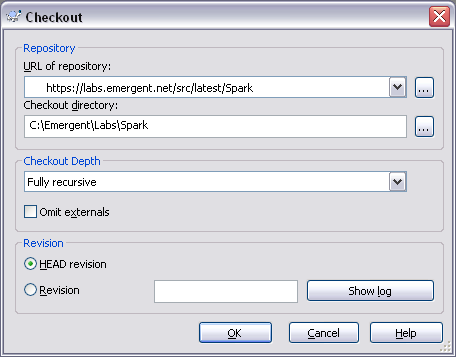 Checkout
Repository
URL of repository:
https://labs.emergent.net/src/latest/Spark
...
Checkout directory:
C:\Emergent\Labs\Spark
...
Checkout Depth
Fully recursive
Omit externals
Revision
HEAD revision
Revision
Show log
OK
Cancel
Help